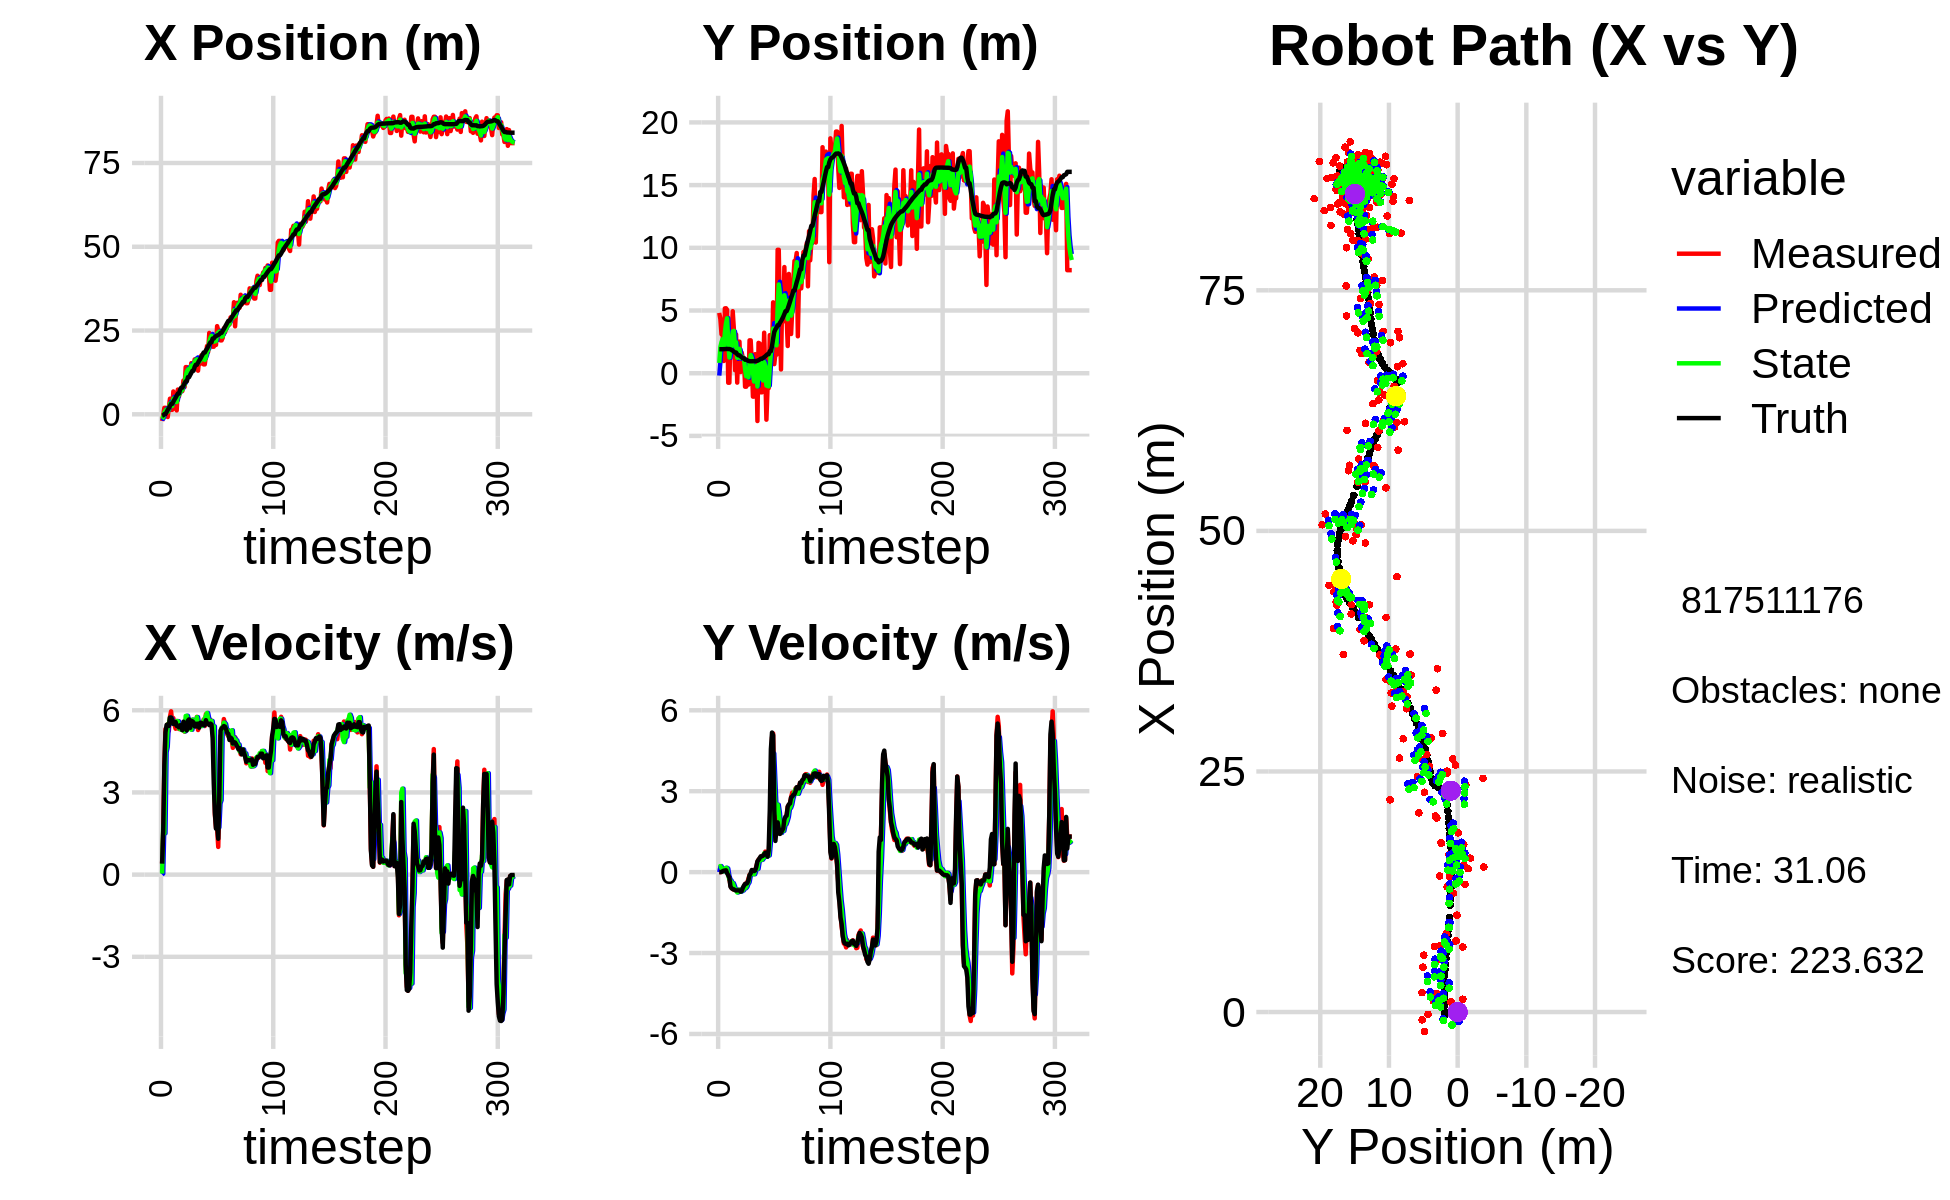 X Position (m)
75
50
25
0
0
100
200
300
timestep
Y Position (m)
20
15
10
5
0
-5
0
100
200
300
timestep
X Velocity (m/s)
6
3
0
-3
0
100
200
300
timestep
Y Velocity (m/s)
6
3
0
-3
-6
0
100
200
300
timestep
Robot Path (X vs Y)
X Position (m)
75
50
25
0
20 10 0 -10 -20
Y Position (m)
variable
Measured
Predicted
State
Truth
817511176
Obstacles: none
Noise: realistic
Time: 31.06
Score: 223.632